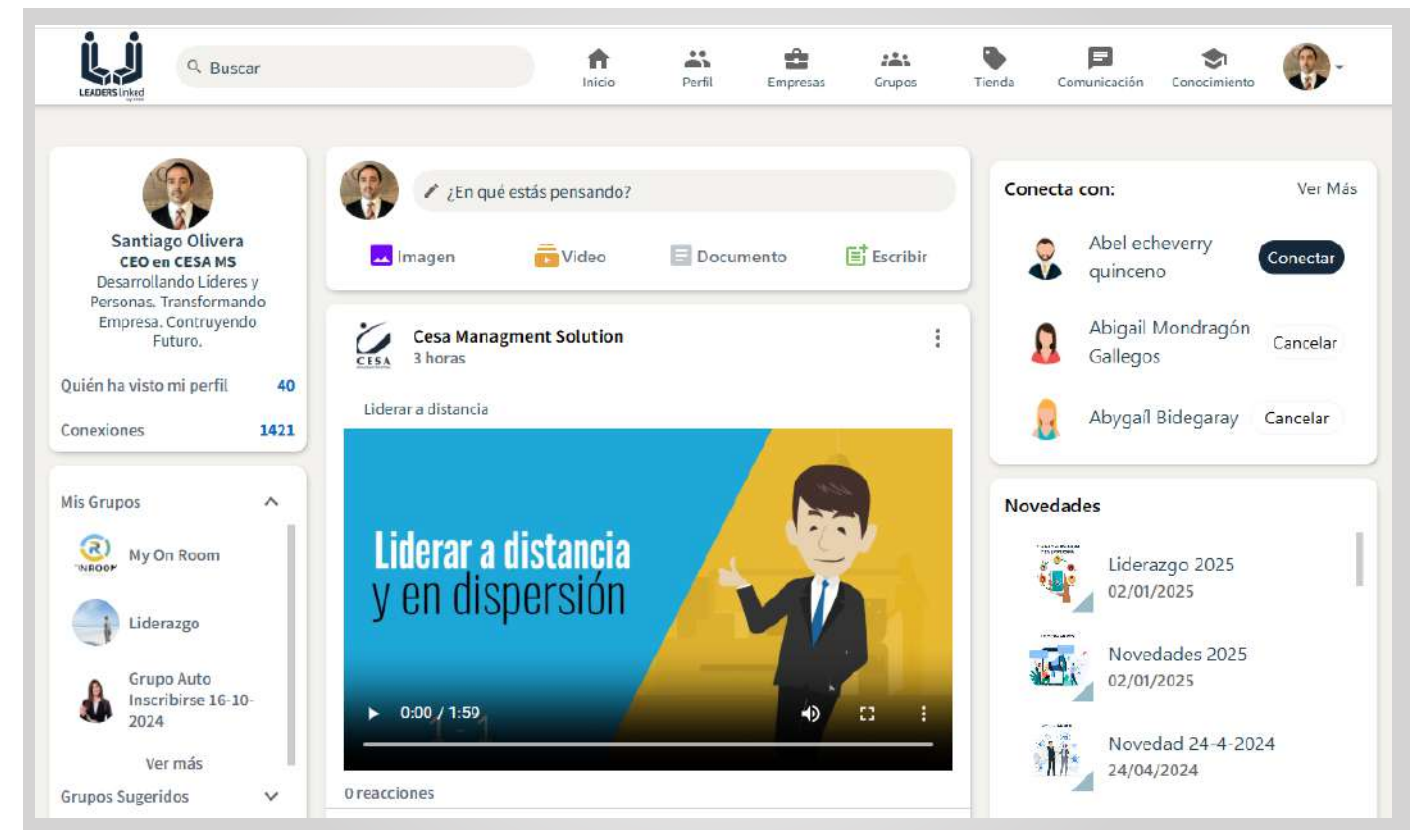 LEADERS Linked
Buscar
Inicio
Perfil
Empresas
Grupos
Tienda
Comunicación
Conocimiento
Santiago Olivera
CEO en CESA MS
Desarrollando Líderes y
Personas. Transformando
Empresa. Contruyendo
Futuro.
Quién ha visto mi perfil 40
Conexiones 1421
Mis Grupos
My On Room
Liderazgo
Grupo Auto
Inscribirse 16-10-
2024
Ver más
Grupos Sugeridos
¿En qué estás pensando?
Imagen
Video
Documento
Escribir
CESA
Cesa Managment Solution
3 horas
Liderar a distancia
Liderar a distancia
y en dispersión
0:00 / 1:59
0 reacciones
Conecta con: Ver Más
Abel echeverry
quinceno
Conectar
Abigail Mondragón
Gallegos
Cancelar
Abygaíl Bidegaray
Cancelar
Novedades
Liderazgo 2025
02/01/2025
Novedades 2025
02/01/2025
Novedad 24-4-2024
24/04/2024